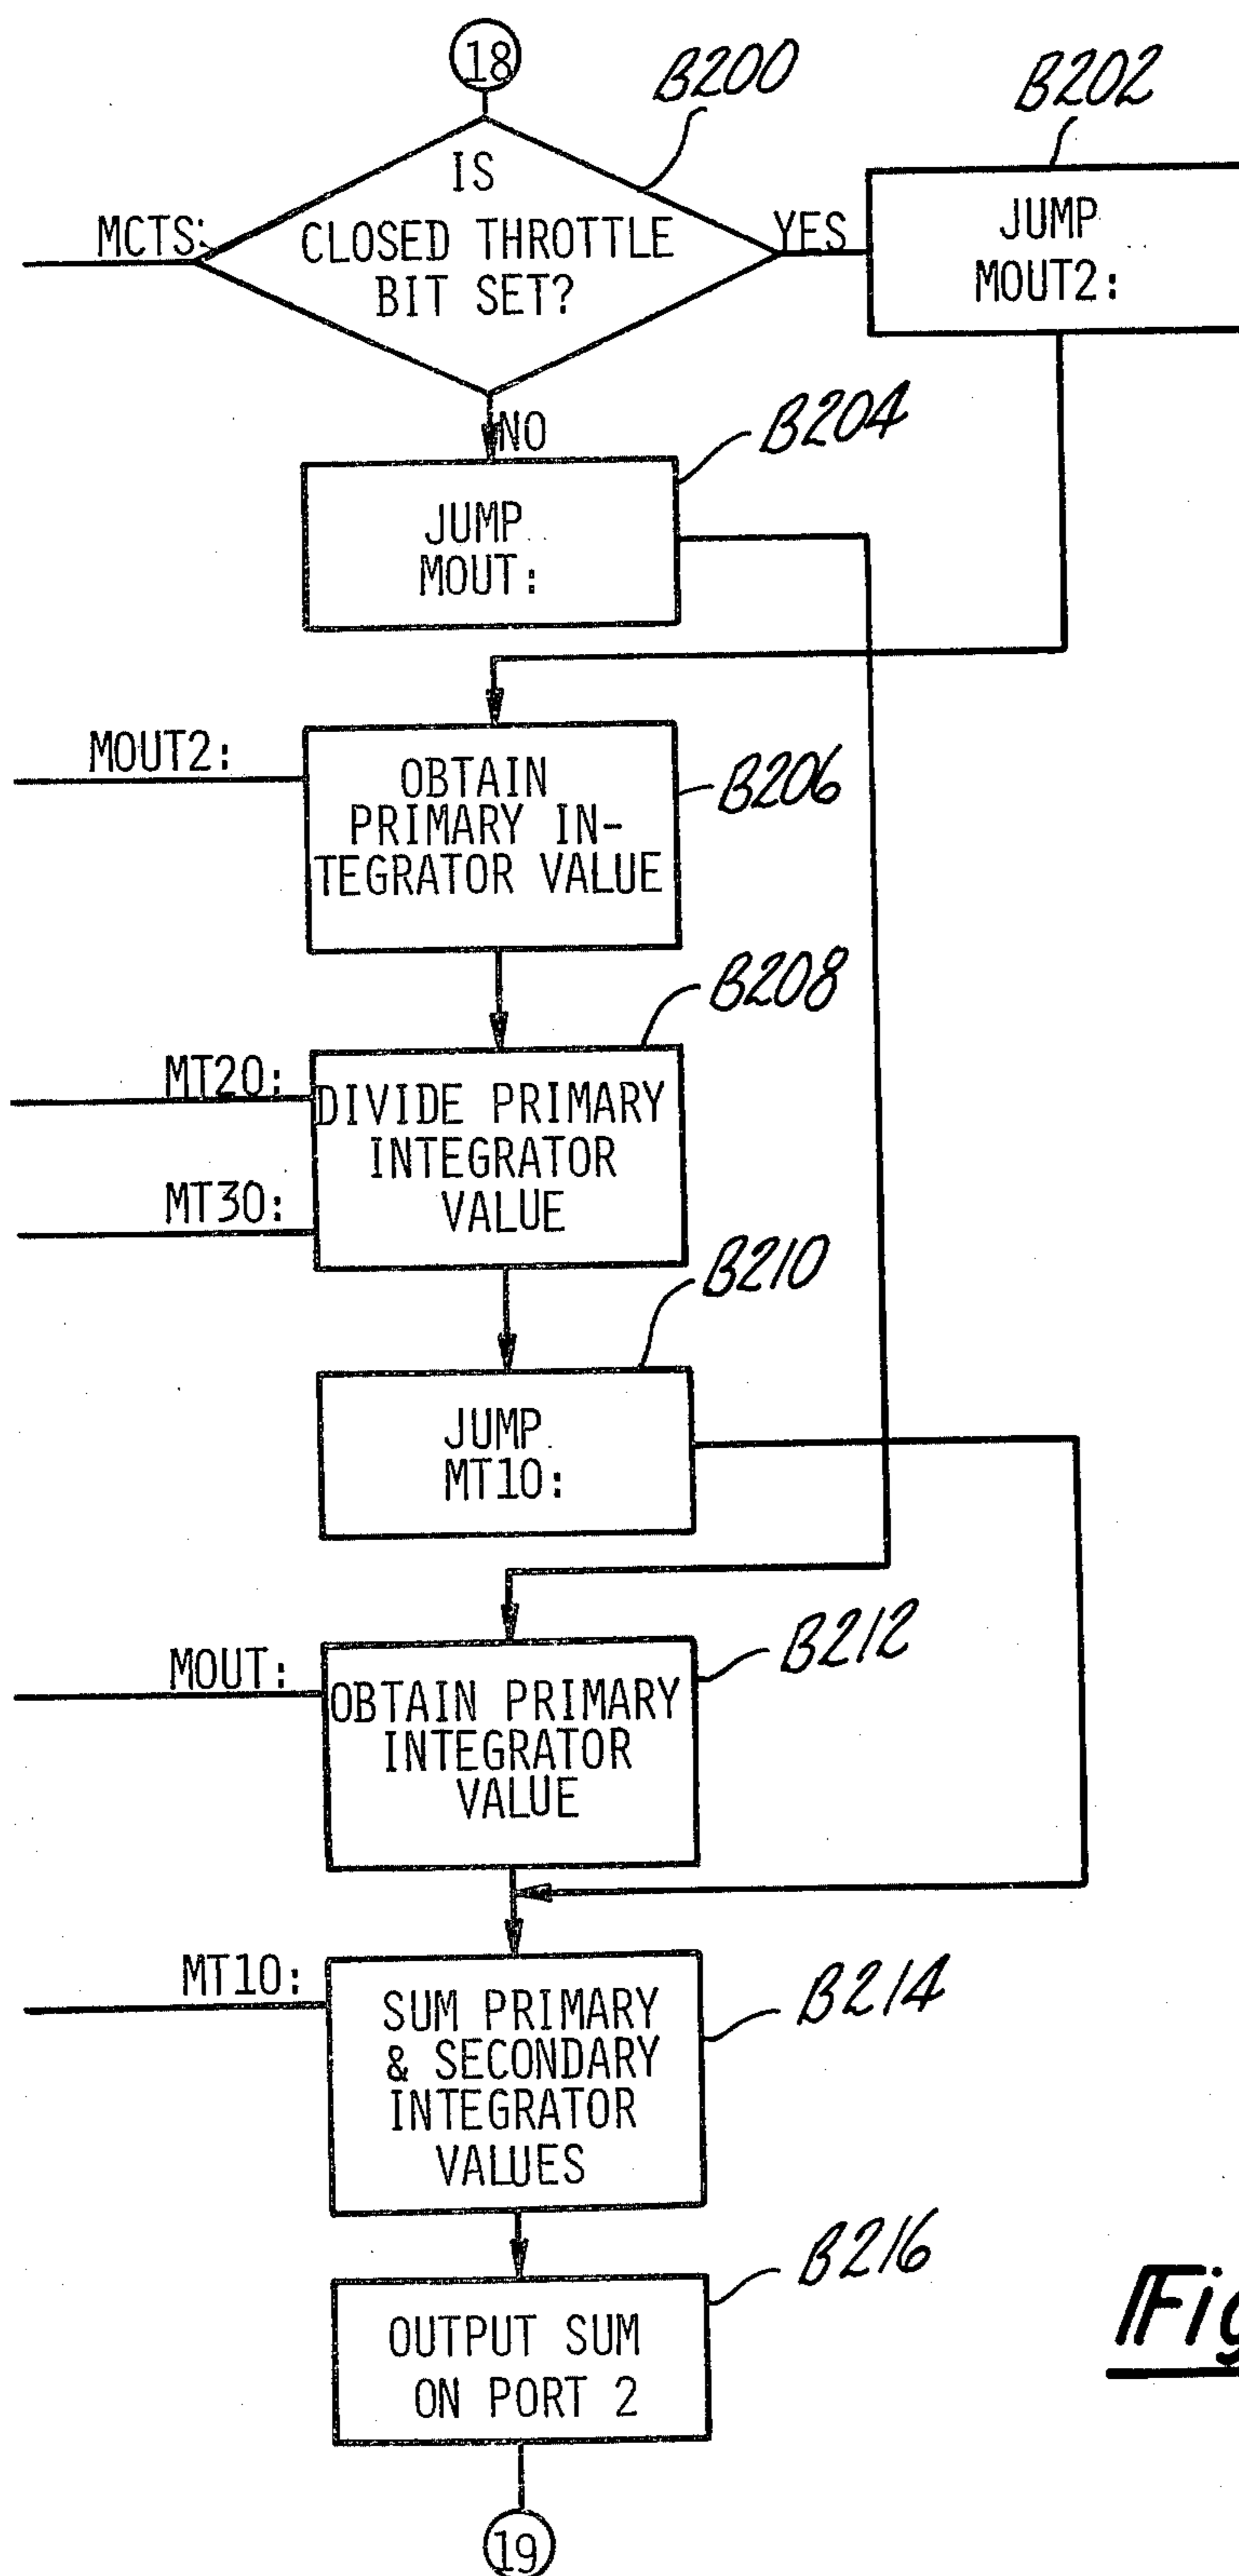 18
B200
B202
IS
CLOSED THROTTLE
BIT SET?
MCTS:
YES
JUMP
MOUT2:
NO
B204
JUMP
MOUT:
MOUT2:
OBTAIN
PRIMARY IN-
TEGRATOR VALUE
B206
B208
MT20:
DIVIDE PRIMARY
INTEGRATOR
VALUE
MT30:
B210
JUMP
MT10:
B212
MOUT:
OBTAIN PRIMARY
INTEGRATOR
VALUE
MT10:
B214
SUM PRIMARY
& SECONDARY
INTEGRATOR
VALUES
B216
OUTPUT SUM
ON PORT 2
19